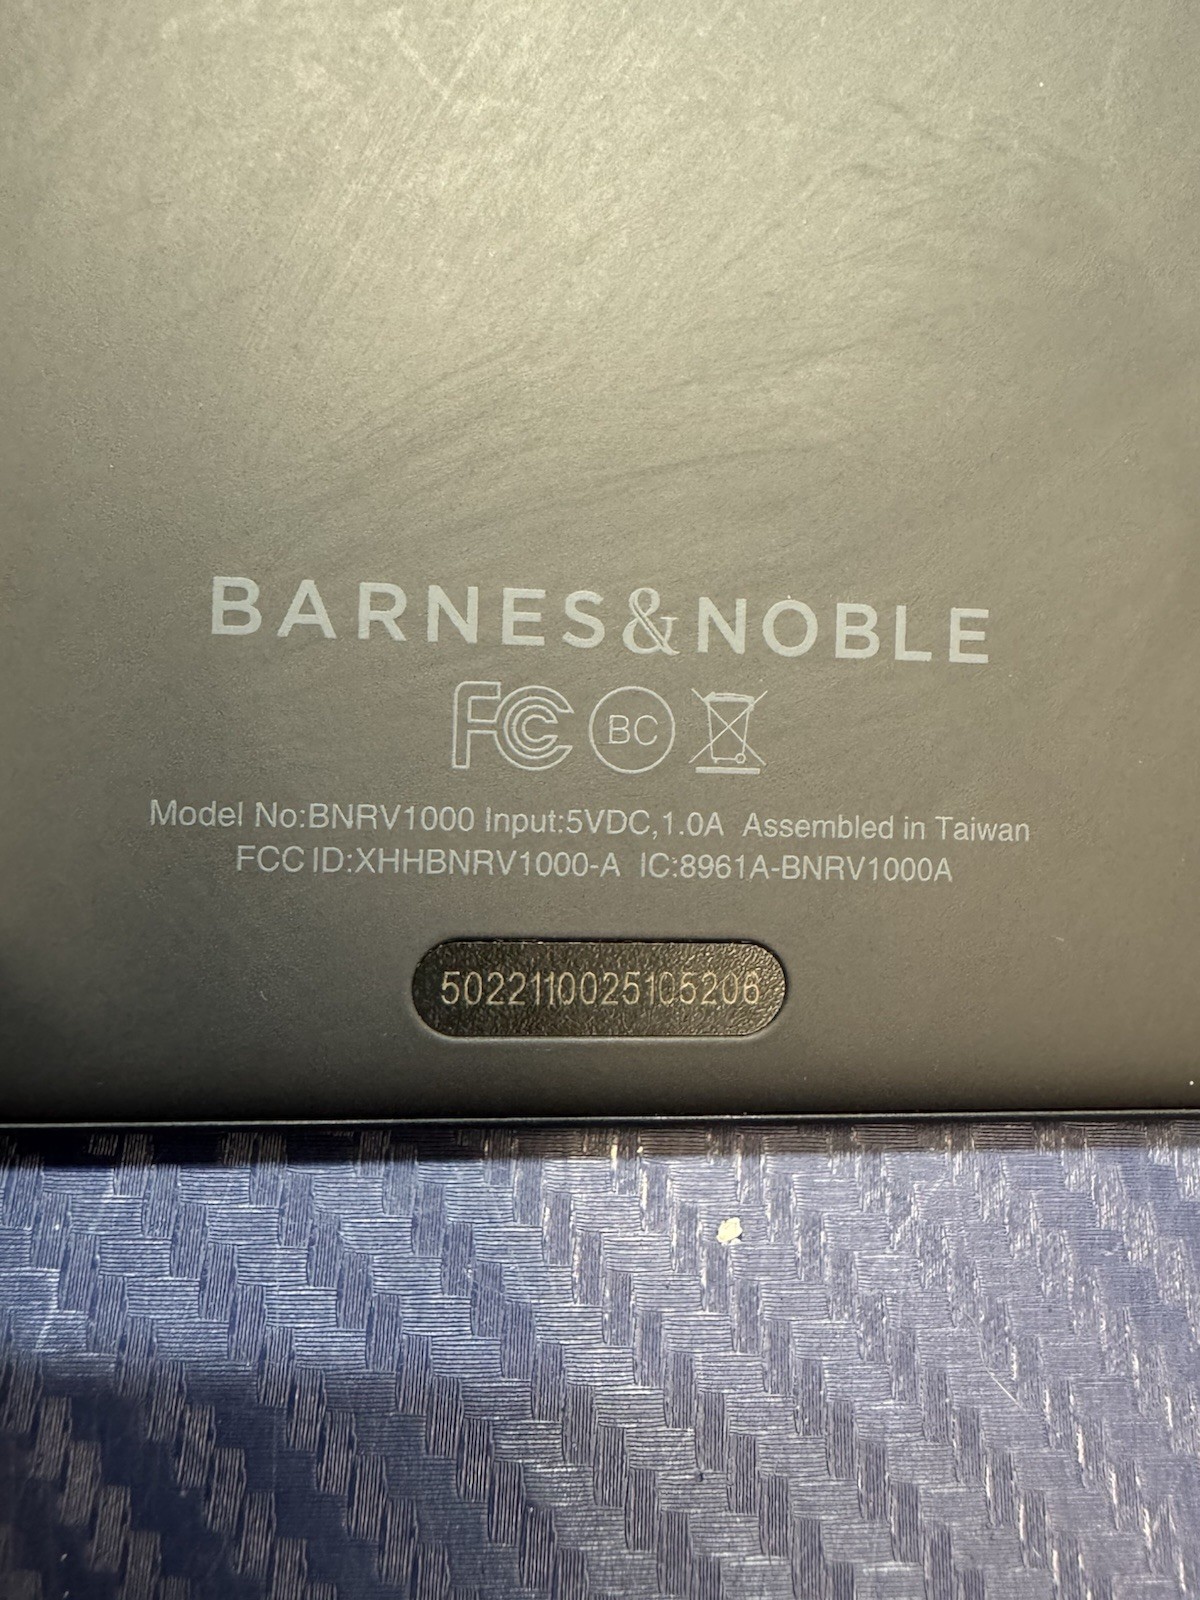 BARNES&NOBLE
FC BC
Model No:BNRV1000 Input:5VDC,1.0A Assembled in Taiwan
FCC ID:XHHBNRV1000-A IC:8961A-BNRV1000A
5022110025105206